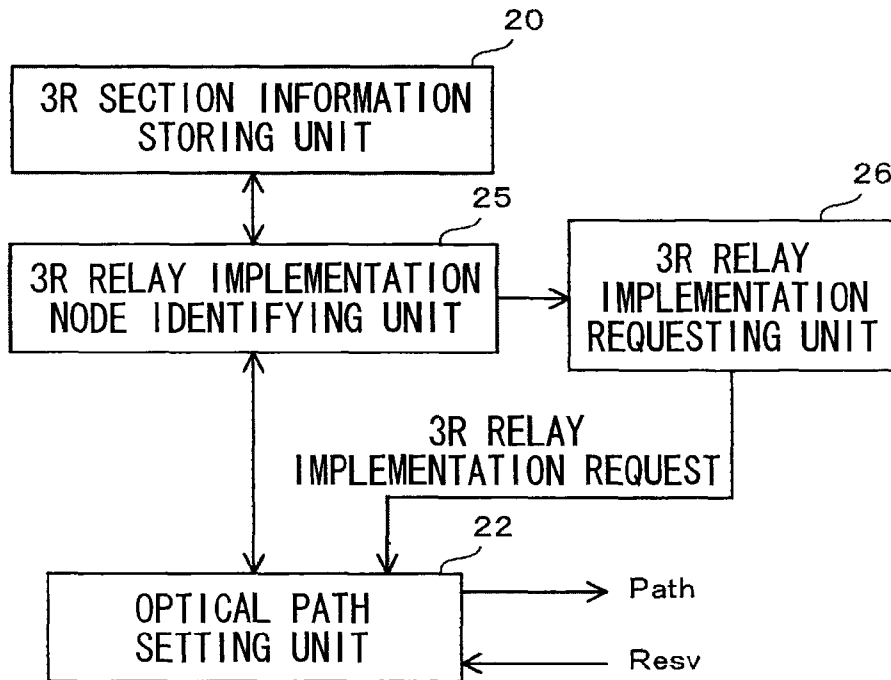 20
3R SECTION INFORMATION
STORING UNIT
25
3R RELAY IMPLEMENTATION
NODE IDENTIFYING UNIT
26
3R RELAY
IMPLEMENTATION
REQUESTING UNIT
3R RELAY
IMPLEMENTATION REQUEST
22
OPTICAL PATH
SETTING UNIT
Path
Resv